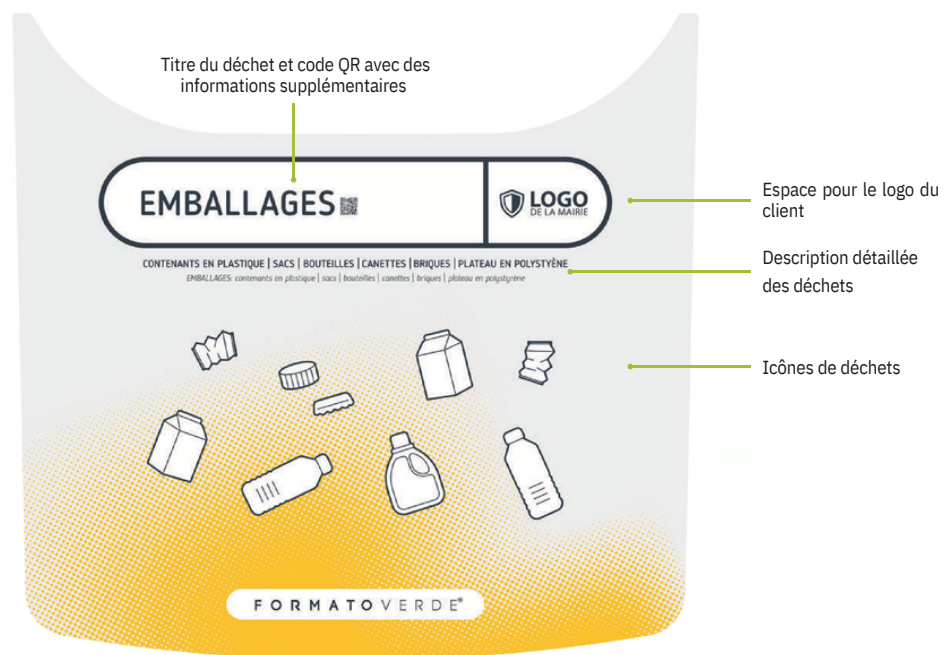 Titre du déchet et code QR avec des
informations supplémentaires
EMBALLAGES
LOGO
DE LA MAIRIE
Espace pour le logo du
client
CONTENANTS EN PLASTIQUE | SACS | BOUTEILLES | CANETTES | BRIQUES | PLATEAU EN POLYSTYÈNE
EMBALLAGES: contenants en plastique | sacs | bouteilles | canettes | briques | plateau en polystyrène
Description détaillée
des déchets
Icônes de déchets
FORMATOVERDE®